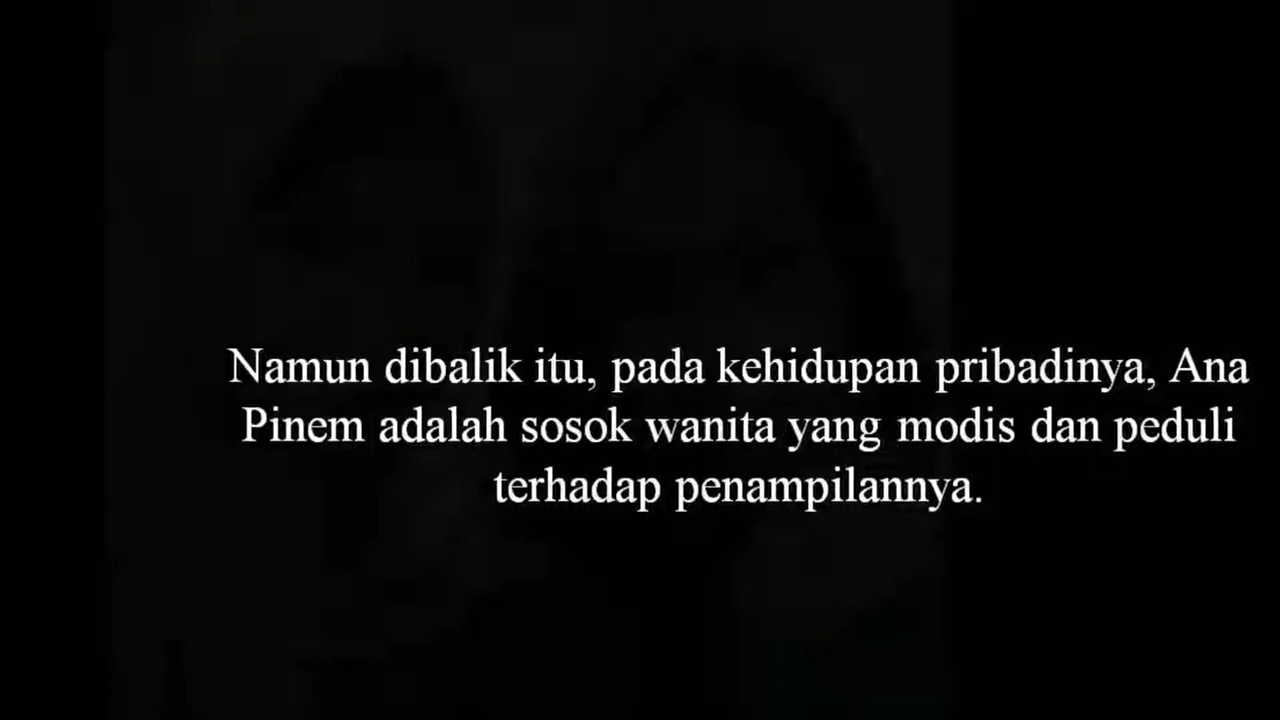 Namun dibalik itu, pada kehidupan pribadinya, Ana
Pinem adalah sosok wanita yang modis dan peduli
terhadap penampilannya.